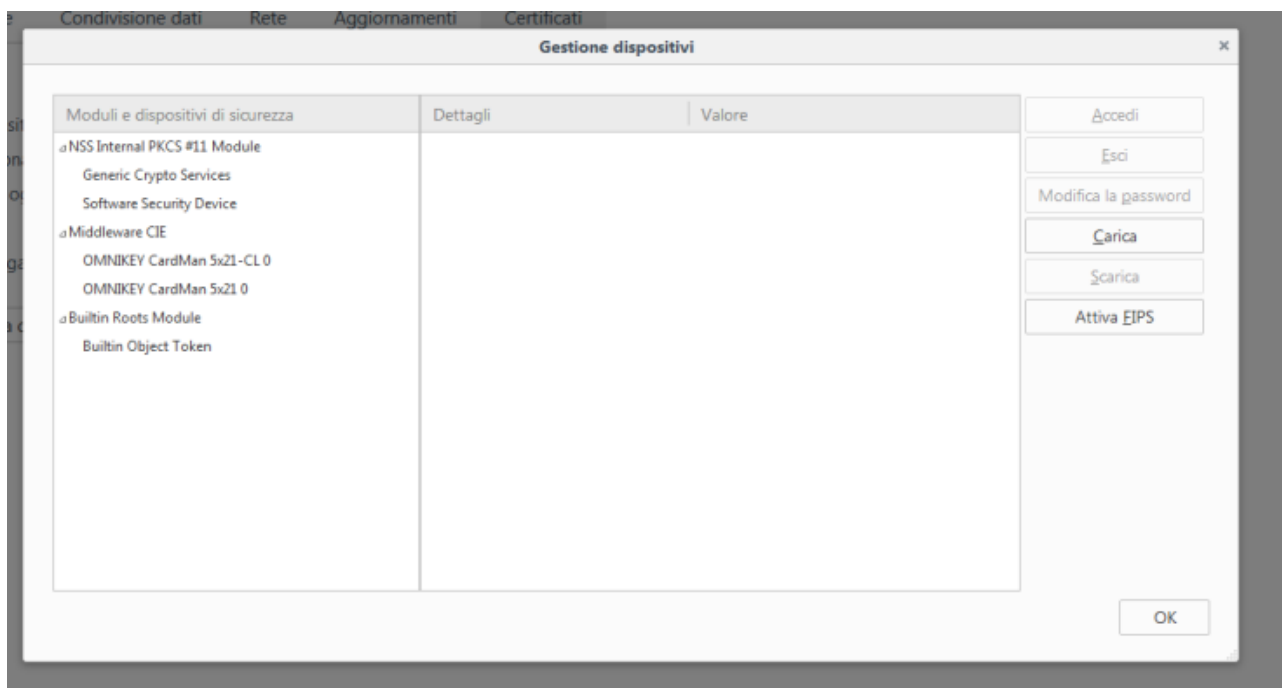 Condivisione dati Rete Aggiornamenti Certificati
Gestione dispositivi
Moduli e dispositivi di sicurezza Dettagli Valore
NSS Internal PKCS #11 Module
Generic Crypto Services
Software Security Device
Middleware CIE
OMNIKEY CardMan 5x21-CL 0
OMNIKEY CardMan 5x21 0
Builtin Roots Module
Builtin Object Token
Accedi
Esci
Modifica la password
Carica
Scarica
Attiva FIPS
OK